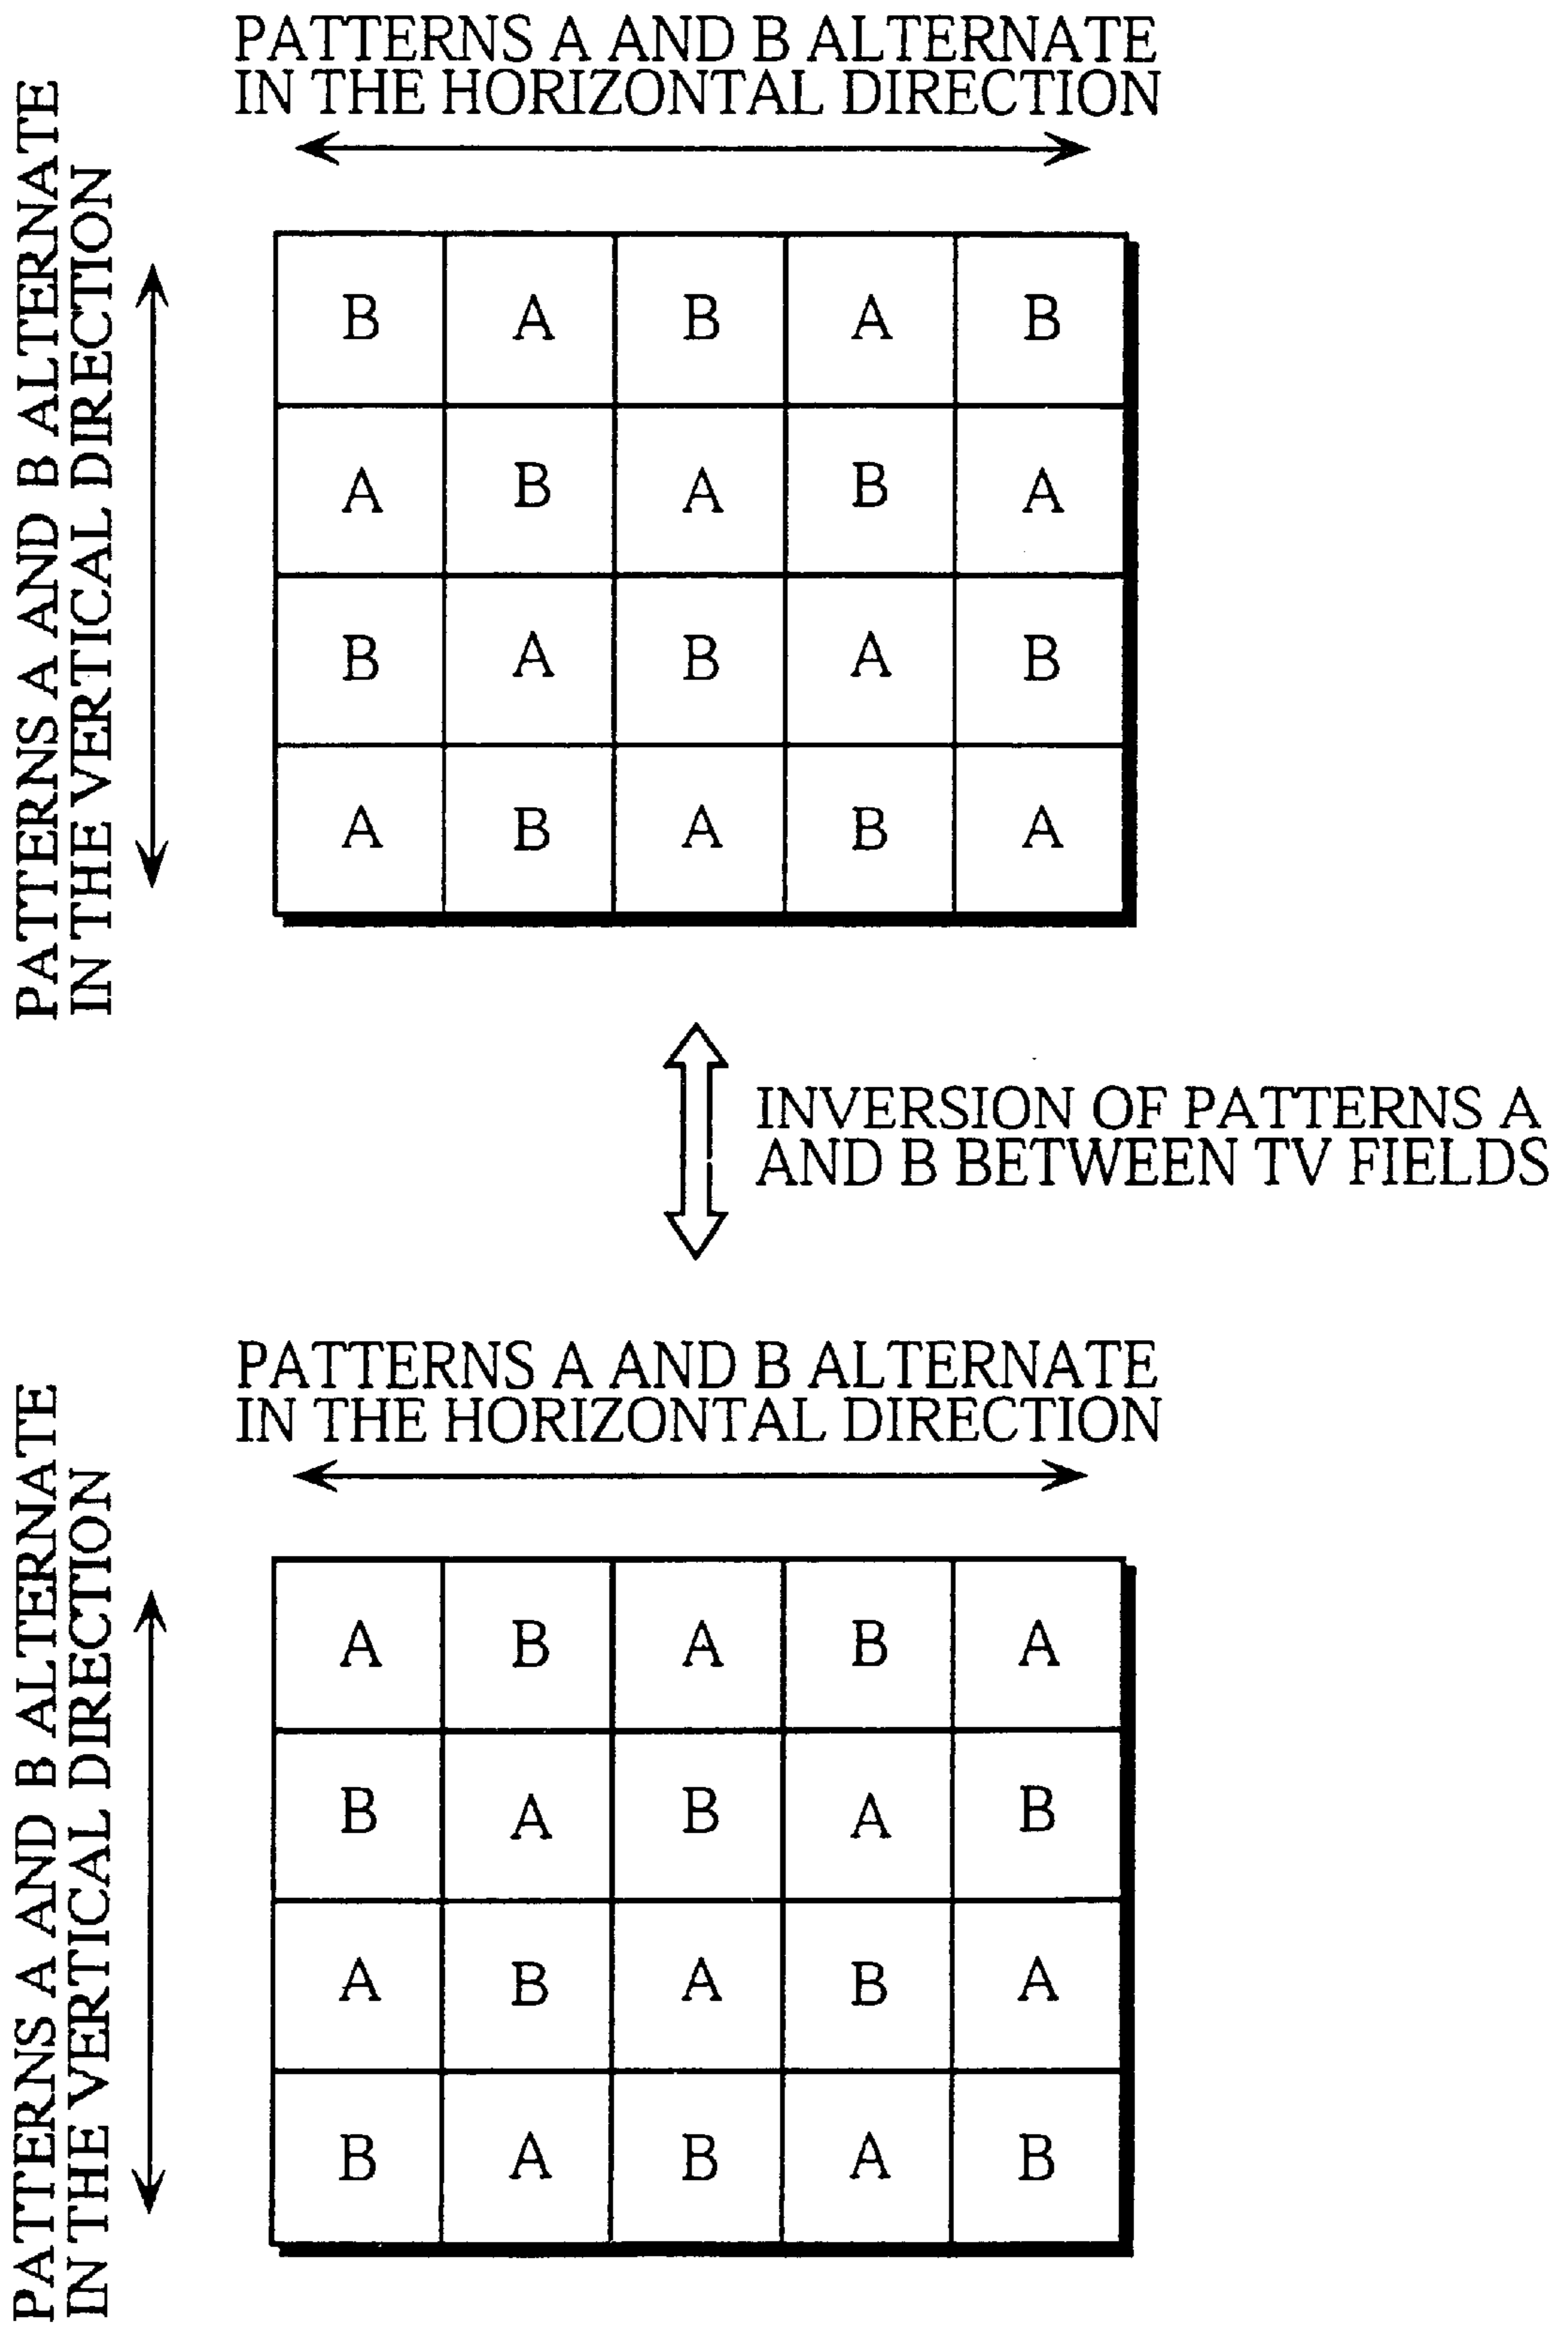 PATTERNS A AND B ALTERNATE
IN THE HORIZONTAL DIRECTION
PATTERNS A AND B ALTERNATE
IN THE VERTICAL DIRECTION
B A B A B
A B A B A
B A B A B
A B A B A
INVERSION OF PATTERNS A
AND B BETWEEN TV FIELDS
PATTERNS A AND B ALTERNATE
IN THE HORIZONTAL DIRECTION
PATTERNS A AND B ALTERNATE
IN THE VERTICAL DIRECTION
A B A B A
B A B A B
A B A B A
B A B A B